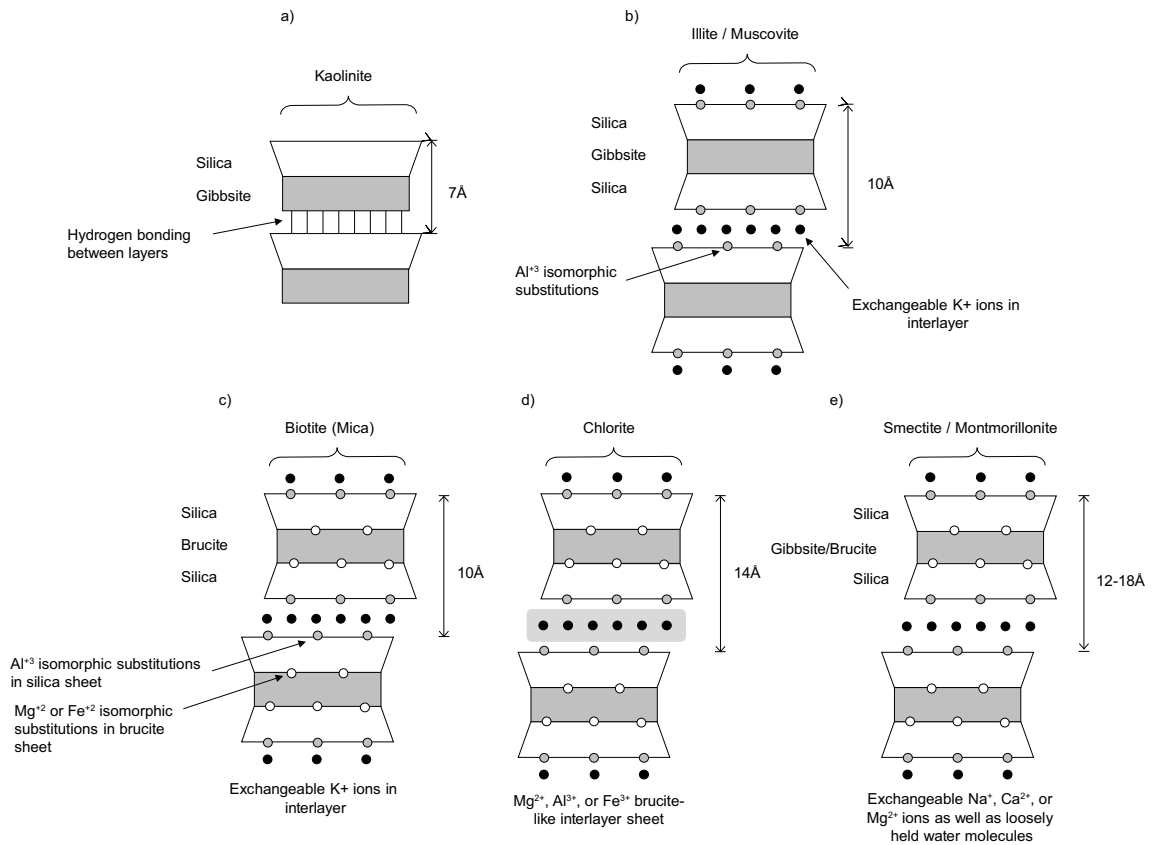 a)
Kaolinite
Silica
Gibbsite
7Å
Hydrogen bonding
between layers
b)
Illite / Muscovite
Silica
Gibbsite
Silica
10Å
Al+3 isomorphic
substitutions
Exchangeable K+ ions in
interlayer
c)
Biotite (Mica)
Silica
Brucite
Silica
10Å
Al+3 isomorphic substitutions
in silica sheet
Mg+2 or Fe+2 isomorphic
substitutions in brucite
sheet
Exchangeable K+ ions in
interlayer
d)
Chlorite
14Å
Mg2+, Al3+, or Fe3+ brucite-
like interlayer sheet
e)
Smectite / Montmorillonite
Silica
Gibbsite/Brucite
Silica
12-18Å
Exchangeable Na+, Ca2+, or
Mg2+ ions as well as loosely
held water molecules